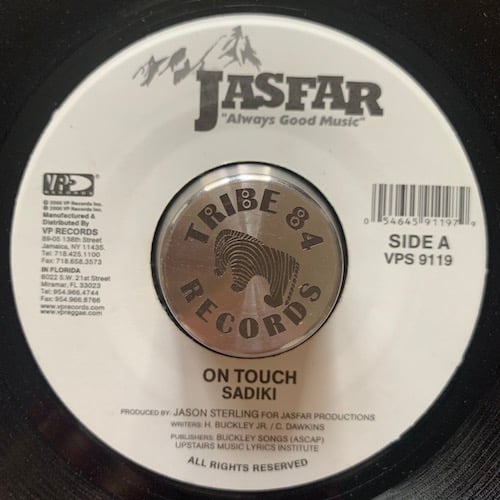 JASFAR
"Always Good Music"
VP
RECORDS
℗ 2006 VP Records Inc.
© 2006 VP Records Inc.
Manufactured &
Distributed By
VP RECORDS
89-05 138th Street
Jamaica, NY 11435.
Tel: 718.425.1100
Fax: 718.658.3573
IN FLORIDA
6022 S.W. 21st Street
Miramar, FL 33023
Tel: 954.966.4744
Fax: 954.966.8766
www.vprecords.com
www.vpreggae.com
0 54645 91197 9
SIDE A
VPS 9119
TRIBE 84
RECORDS
ON TOUCH
SADIKI
PRODUCED BY: JASON STERLING FOR JASFAR PRODUCTIONS
WRITERS: H. BUCKLEY JR. / C. DAWKINS
PUBLISHERS: BUCKLEY SONGS (ASCAP)
UPSTAIRS MUSIC LYRICS INSTITUTE
ALL RIGHTS RESERVED